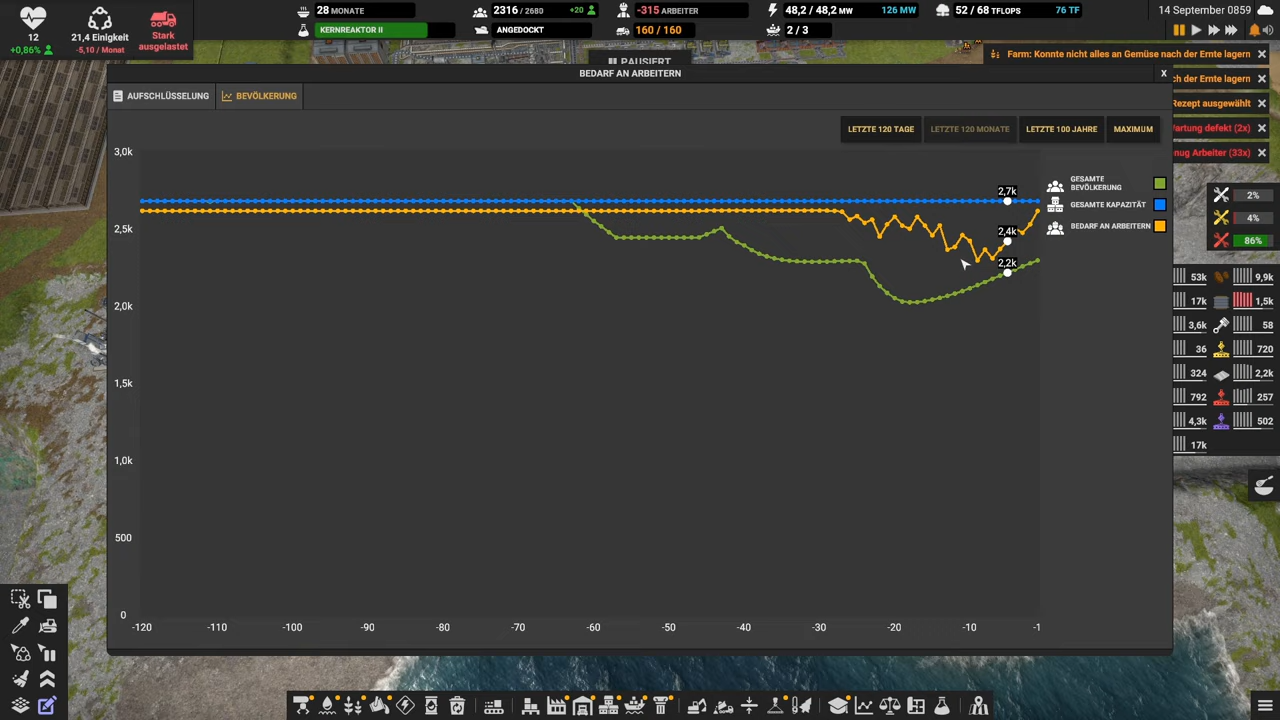 28 MONATE
2316 / 2680 +20
-315 ARBEITER
48,2 / 48,2 MW 126 MW
52 / 68 TFLOPS 76 TF
14 September 0859
12
21,4 Einigkeit
Stark
ausgelastet
+0,86%
-5,10 / Monat
KERNREAKTOR II
ANGEDOCKT
160 / 160
2 / 3
PAUSIERT
Farm: Konnte nicht alles an Gemüse nach der Ernte lagern
BEDARF AN ARBEITERN
X
ch der Ernte lagern
AUFSCHLÜSSELUNG
BEVÖLKERUNG
Rezept ausgewählt
LETZTE 120 TAGE
LETZTE 120 MONATE
LETZTE 100 JAHRE
MAXIMUM
artung defekt (2x)
nug Arbeiter (33x)
3,0k
2,5k
2,0k
1,5k
1,0k
500
0
2,7k
2,4k
2,2k
GESAMTE
BEVÖLKERUNG
GESAMTE KAPAZITÄT
BEDARF AN ARBEITERN
2%
4%
86%
53k 9,9k
17k 1,5k
3,6k 58
36 720
324 2,2k
792 257
4,3k 502
17k
-120 -110 -100 -90 -80 -70 -60 -50 -40 -30 -20 -10 -1